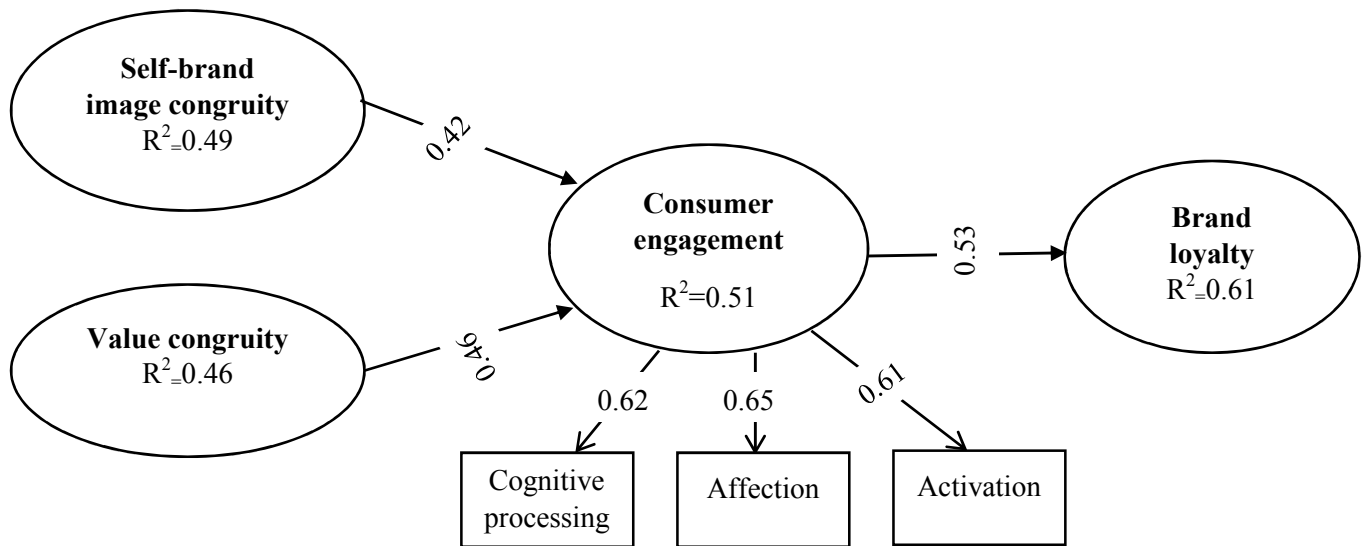 Self-brand
image congruity
R²=0.49
0.42
Consumer
engagement
R²=0.51
0.53
Brand
loyalty
R²=0.61
Value congruity
R²=0.46
0.46
0.62
0.65
0.61
Cognitive
processing
Affection
Activation